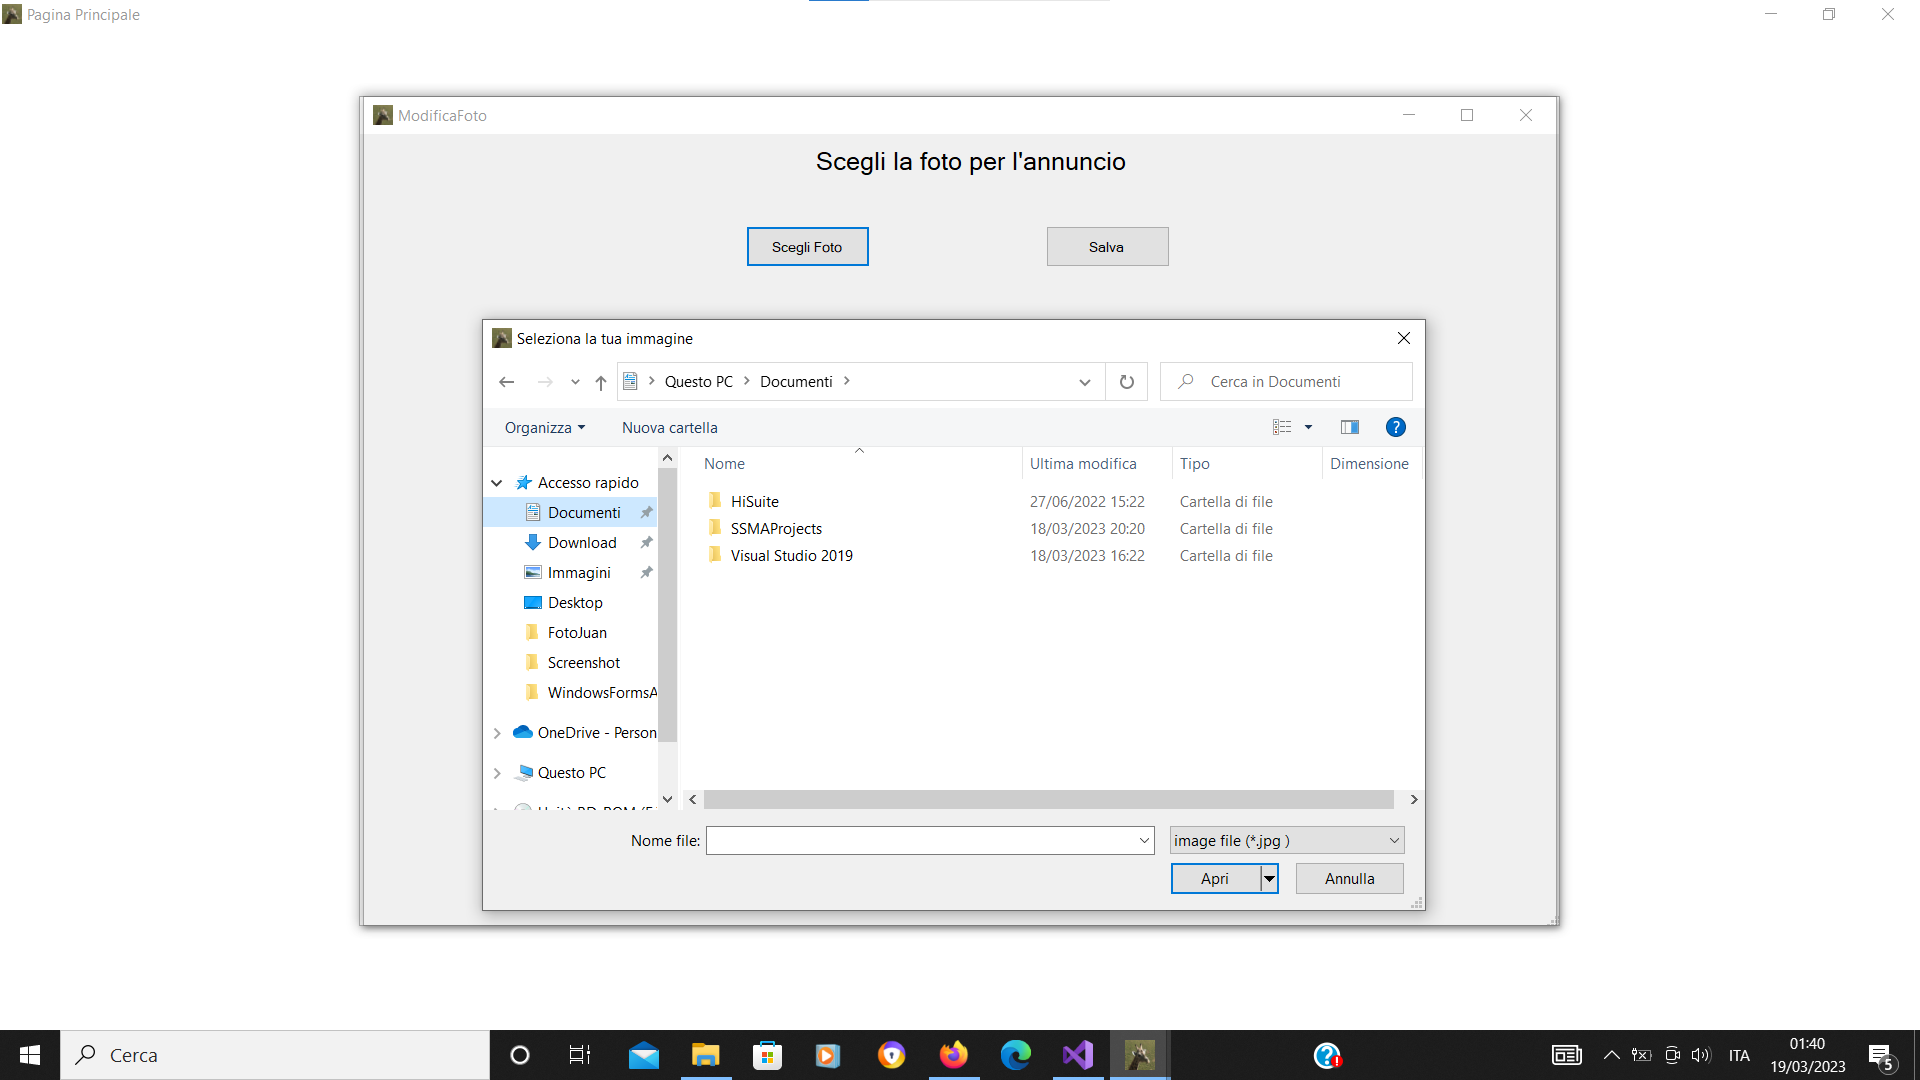 Pagina Principale
ModificaFoto
Scegli la foto per l'annuncio
Scegli Foto
Salva
Seleziona la tua immagine
Questo PC
Documenti
Cerca in Documenti
Organizza
Nuova cartella
?
Nome
Ultima modifica
Tipo
Dimensione
HiSuite
27/06/2022 15:22
Cartella di file
SSMAProjects
18/03/2023 20:20
Cartella di file
Visual Studio 2019
18/03/2023 16:22
Cartella di file
Accesso rapido
Documenti
Download
Immagini
Desktop
FotoJuan
Screenshot
WindowsFormsA
OneDrive - Person
Questo PC
Nome file:
image file (*.jpg )
Apri
Annulla
Cerca
ITA
01:40
19/03/2023
5